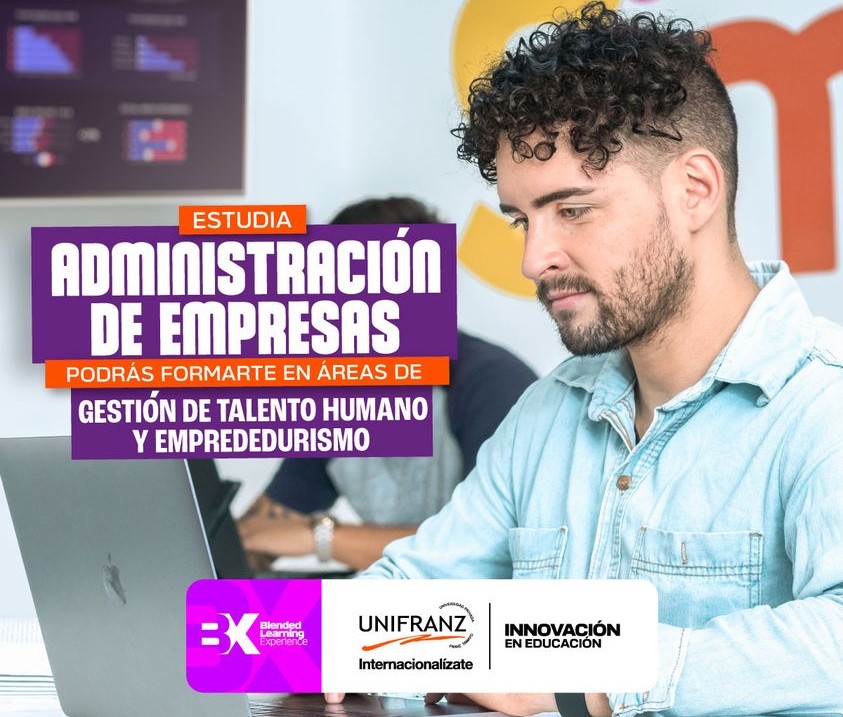 ESTUDIA
ADMINISTRACIÓN
DE EMPRESAS
PODRÁS FORMARTE EN ÁREAS DE
GESTIÓN DE TALENTO HUMANO
Y EMPREDEDURISMO
BX
Blended
Learning
Experience
UNIFRANZ
Internacionalízate
INNOVACIÓN
EN EDUCACIÓN